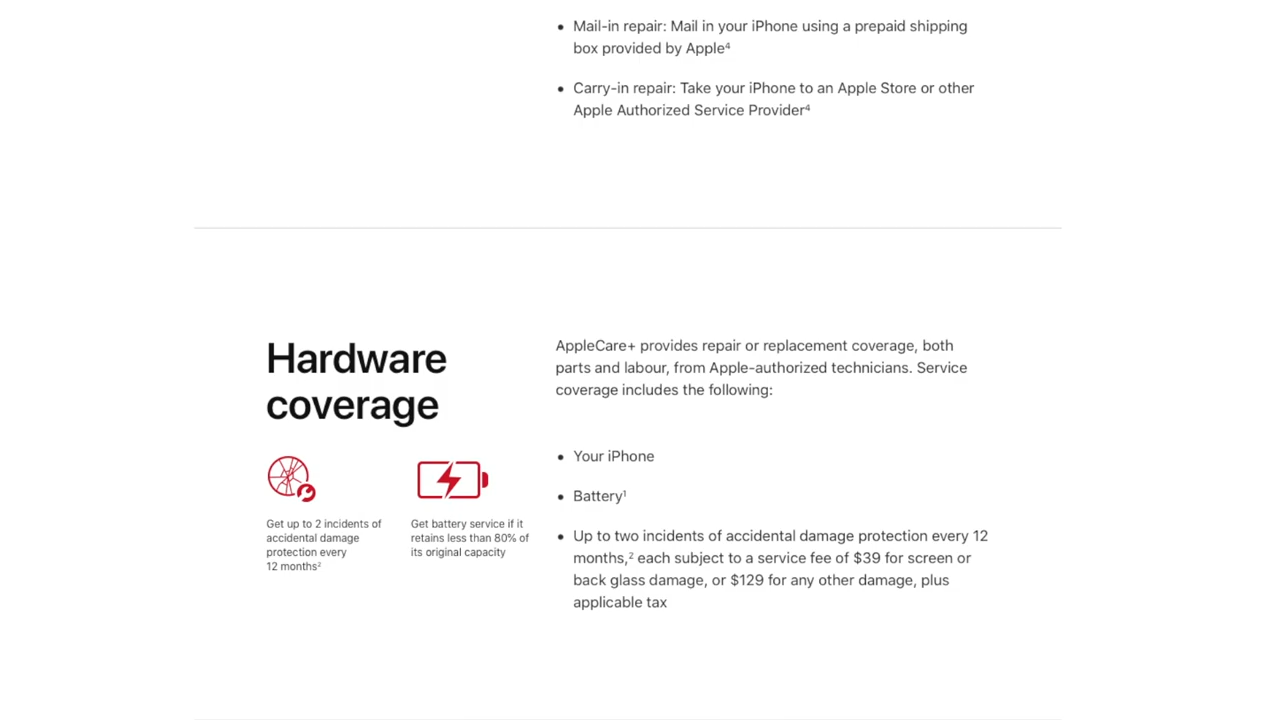 • Mail-in repair: Mail in your iPhone using a prepaid shipping
box provided by Apple⁴
• Carry-in repair: Take your iPhone to an Apple Store or other
Apple Authorized Service Provider⁴
Hardware
coverage
Get up to 2 incidents of
accidental damage
protection every
12 months²
Get battery service if it
retains less than 80% of
its original capacity
AppleCare+ provides repair or replacement coverage, both
parts and labour, from Apple-authorized technicians. Service
coverage includes the following:
• Your iPhone
• Battery¹
• Up to two incidents of accidental damage protection every 12
months,² each subject to a service fee of $39 for screen or
back glass damage, or $129 for any other damage, plus
applicable tax